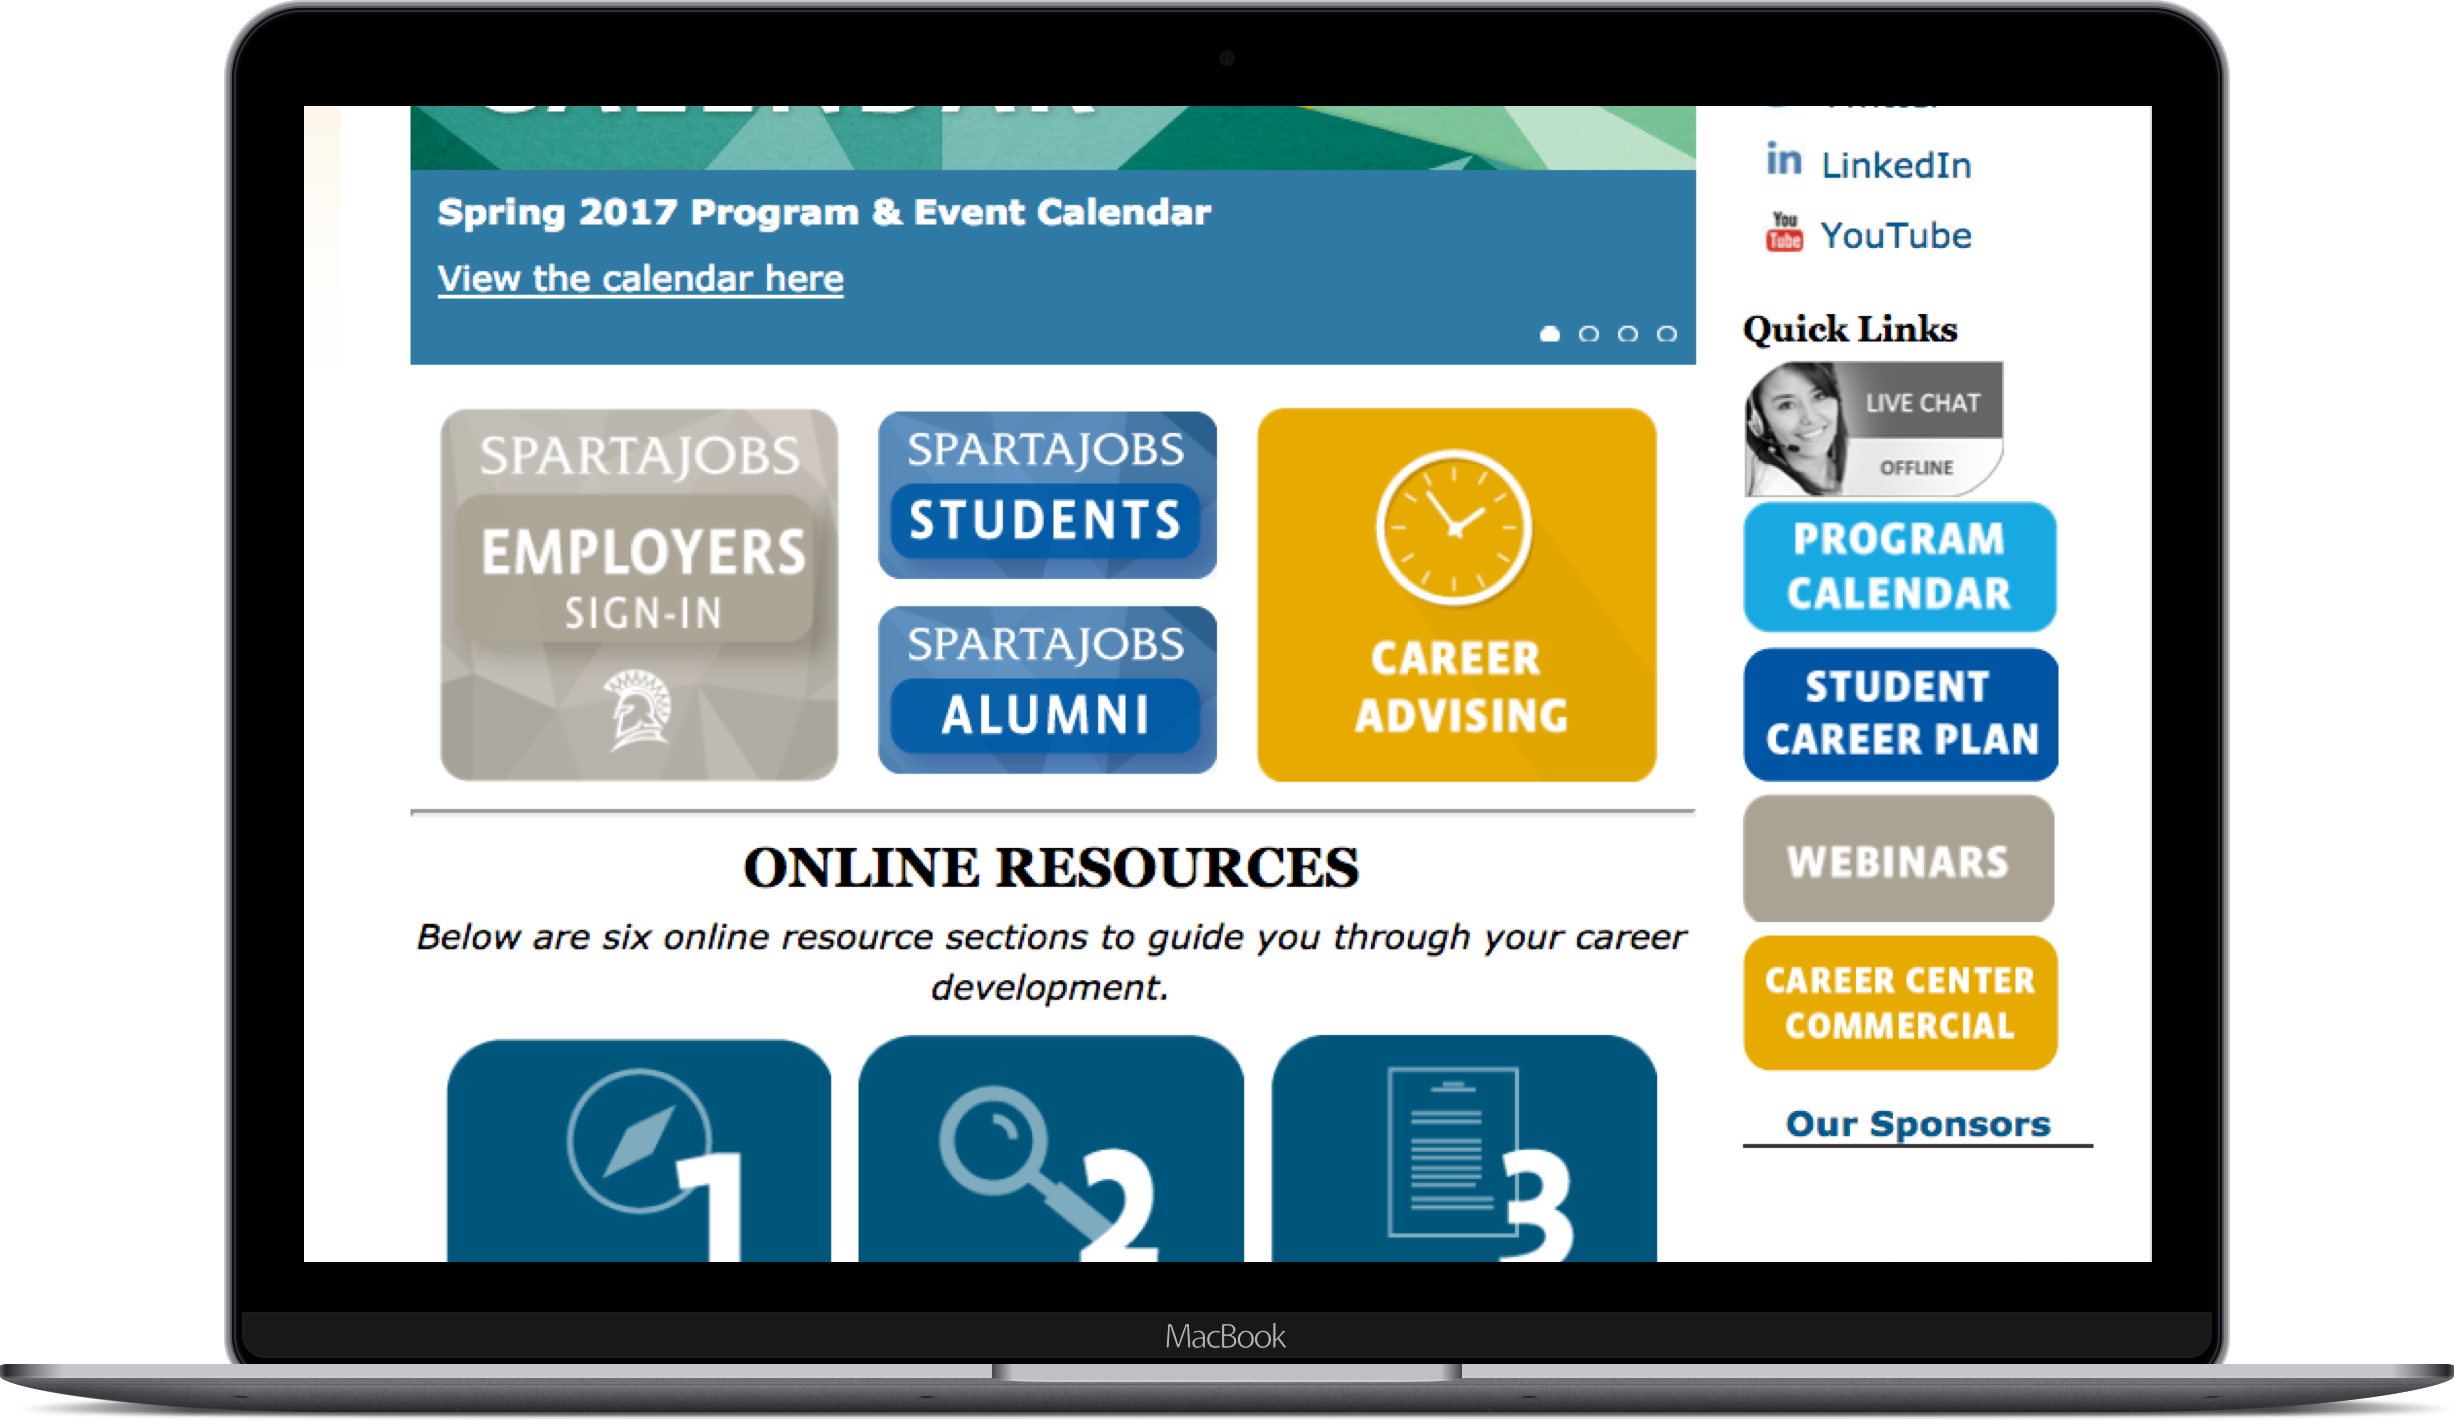 CALENDAR
Spring 2017 Program & Event Calendar
View the calendar here
SPARTAJOBS
EMPLOYERS
SIGN-IN
SPARTAJOBS
STUDENTS
SPARTAJOBS
ALUMNI
CAREER
ADVISING
ONLINE RESOURCES
Below are six online resource sections to guide you through your career
development.
1
2
3
Twitter
in LinkedIn
You
Tube YouTube
Quick Links
LIVE CHAT
OFFLINE
PROGRAM
CALENDAR
STUDENT
CAREER PLAN
WEBINARS
CAREER CENTER
COMMERCIAL
Our Sponsors
MacBook